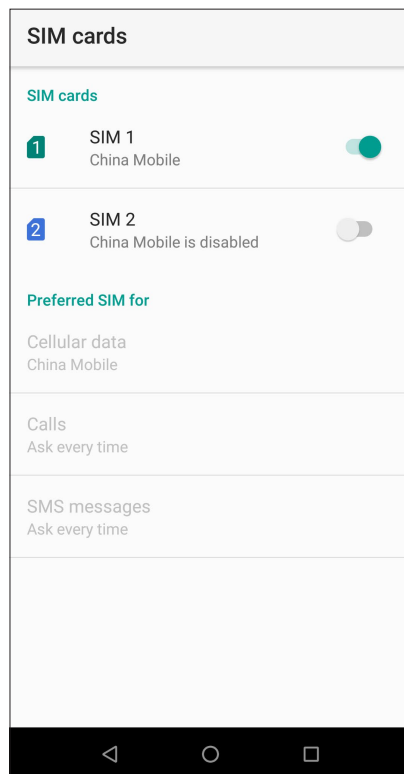 SIM cards
SIM cards
1
SIM 1
China Mobile
2
SIM 2
China Mobile is disabled
Preferred SIM for
Cellular data
China Mobile
Calls
Ask every time
SMS messages
Ask every time